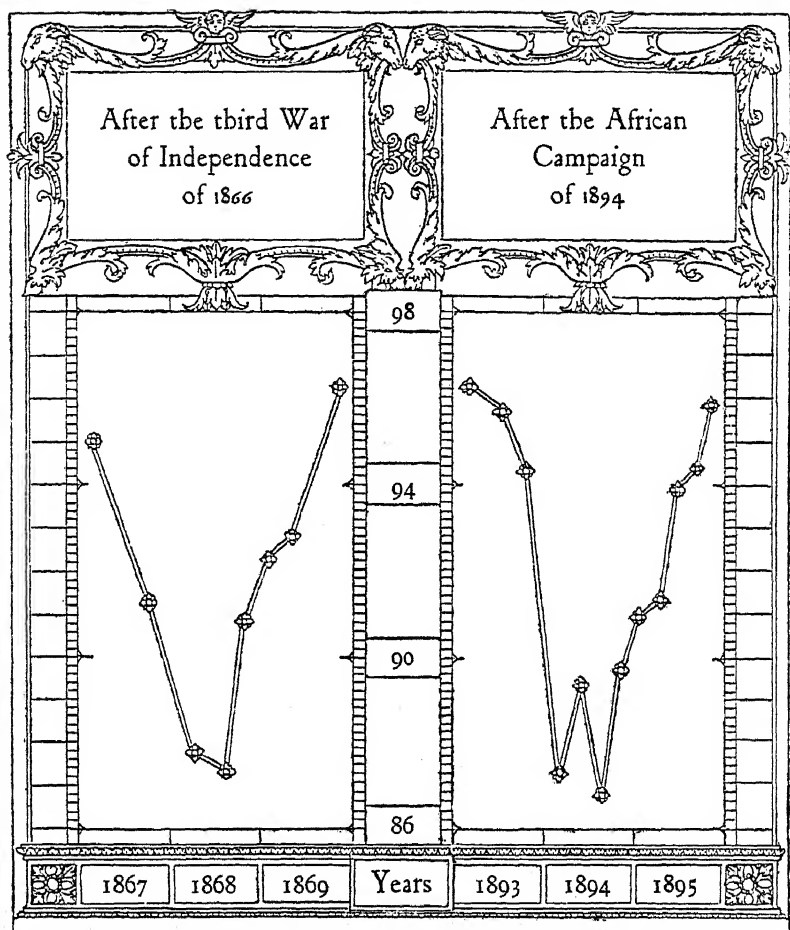 After the third War
of Independence
of 1866
After the African
Campaign
of 1894
98
94
90
86
1867 1868 1869 Years 1893 1894 1895